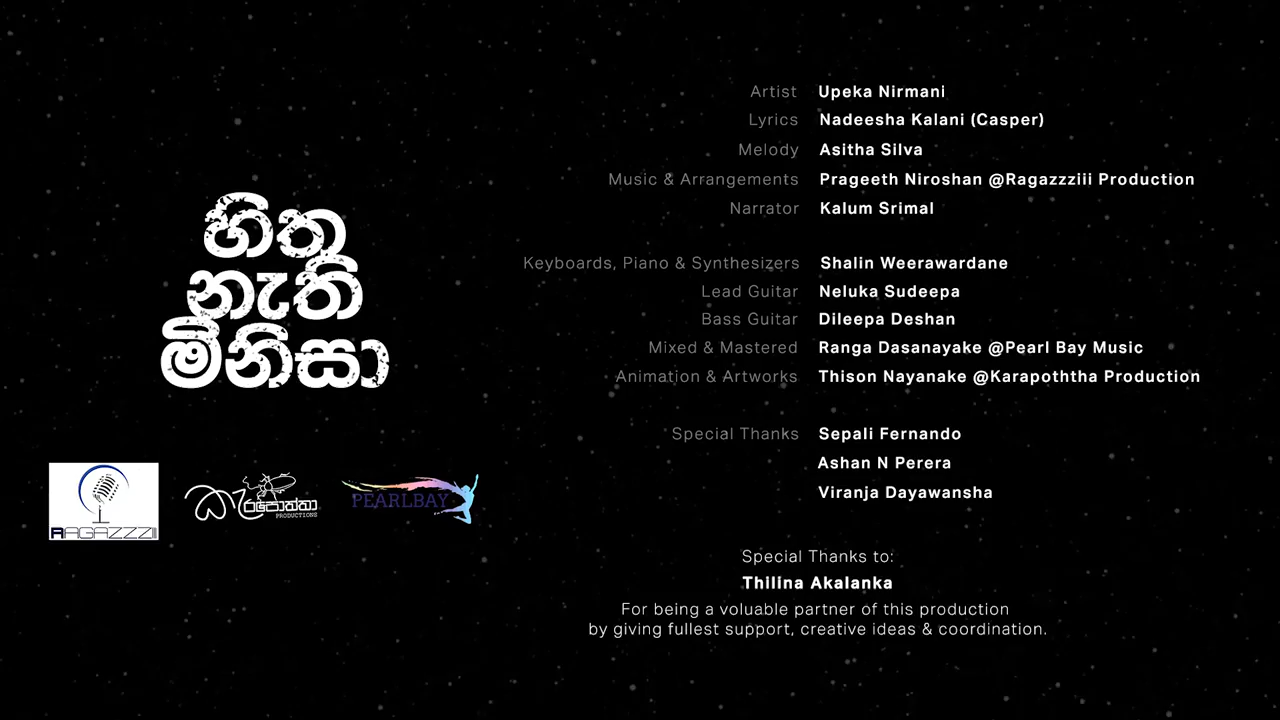 හිත
නැති
මිනිසා
RAGAZZZIII
කැරපොත්තා
PRODUCTIONS
PEARLBAY
Artist Upeka Nirmani
Lyrics Nadeesha Kalani (Casper)
Melody Asitha Silva
Music & Arrangements Prageeth Niroshan @Ragazzziii Production
Narrator Kalum Srimal
Keyboards, Piano & Synthesizers Shalin Weerawardane
Lead Guitar Neluka Sudeepa
Bass Guitar Dileepa Deshan
Mixed & Mastered Ranga Dasanayake @Pearl Bay Music
Animation & Artworks Thison Nayanake @Karapoththa Production
Special Thanks Sepali Fernando
Ashan N Perera
Viranja Dayawansha
Special Thanks to:
Thilina Akalanka
For being a voluable partner of this production
by giving fullest support, creative ideas & coordination.